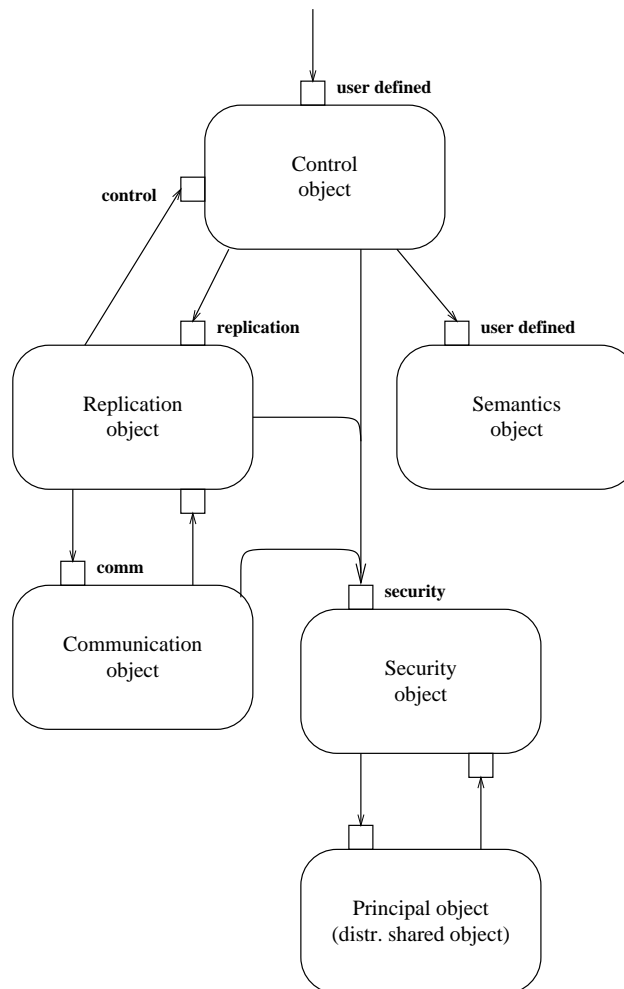 user defined
Control
object
control
replication
user defined
Replication
object
Semantics
object
comm
security
Communication
object
Security
object
Principal object
(distr. shared object)